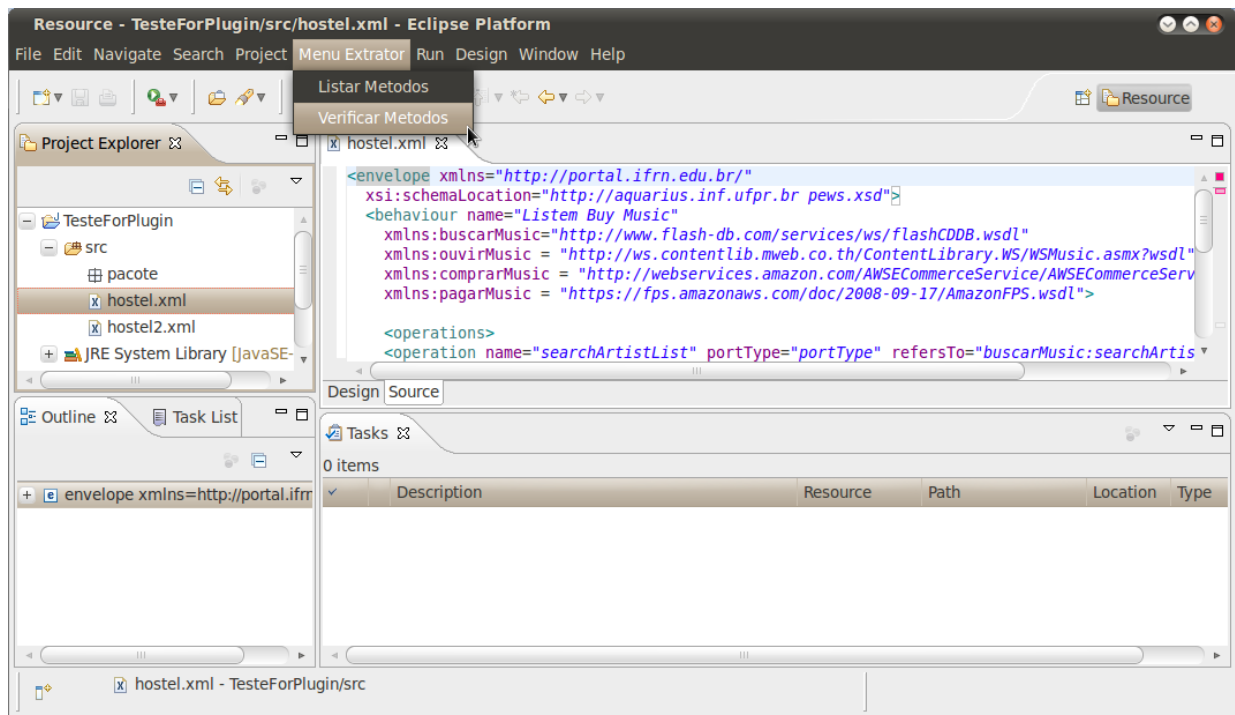 Resource - TesteForPlugin/src/hostel.xml - Eclipse Platform
File Edit Navigate Search Project Menu Extrator Run Design Window Help
Listar Metodos
Verificar Metodos
Resource
Project Explorer
TesteForPlugin
src
pacote
hostel.xml
hostel2.xml
JRE System Library [JavaSE-
hostel.xml
<envelope xmlns="http://portal.ifrn.edu.br/"
xsi:schemaLocation="http://aquarius.inf.ufpr.br pews.xsd">
<behaviour name="Listem Buy Music"
xmlns:buscarMusic="http://www.flash-db.com/services/ws/flashCDDB.wsdl"
xmlns:ouvirMusic = "http://ws.contentlib.mweb.co.th/ContentLibrary.WS/WSMusic.asmx?wsdl"
xmlns:comprarMusic = "http://webservices.amazon.com/AWSECommerceService/AWSECommerceServ
xmlns:pagarMusic = "https://fps.amazonaws.com/doc/2008-09-17/AmazonFPS.wsdl">
<operations>
<operation name="searchArtistList" portType="portType" refersTo="buscarMusic:searchArtis
Design Source
Outline Task List
envelope xmlns=http://portal.ifrn
Tasks
0 items
Description Resource Path Location Type
hostel.xml - TesteForPlugin/src